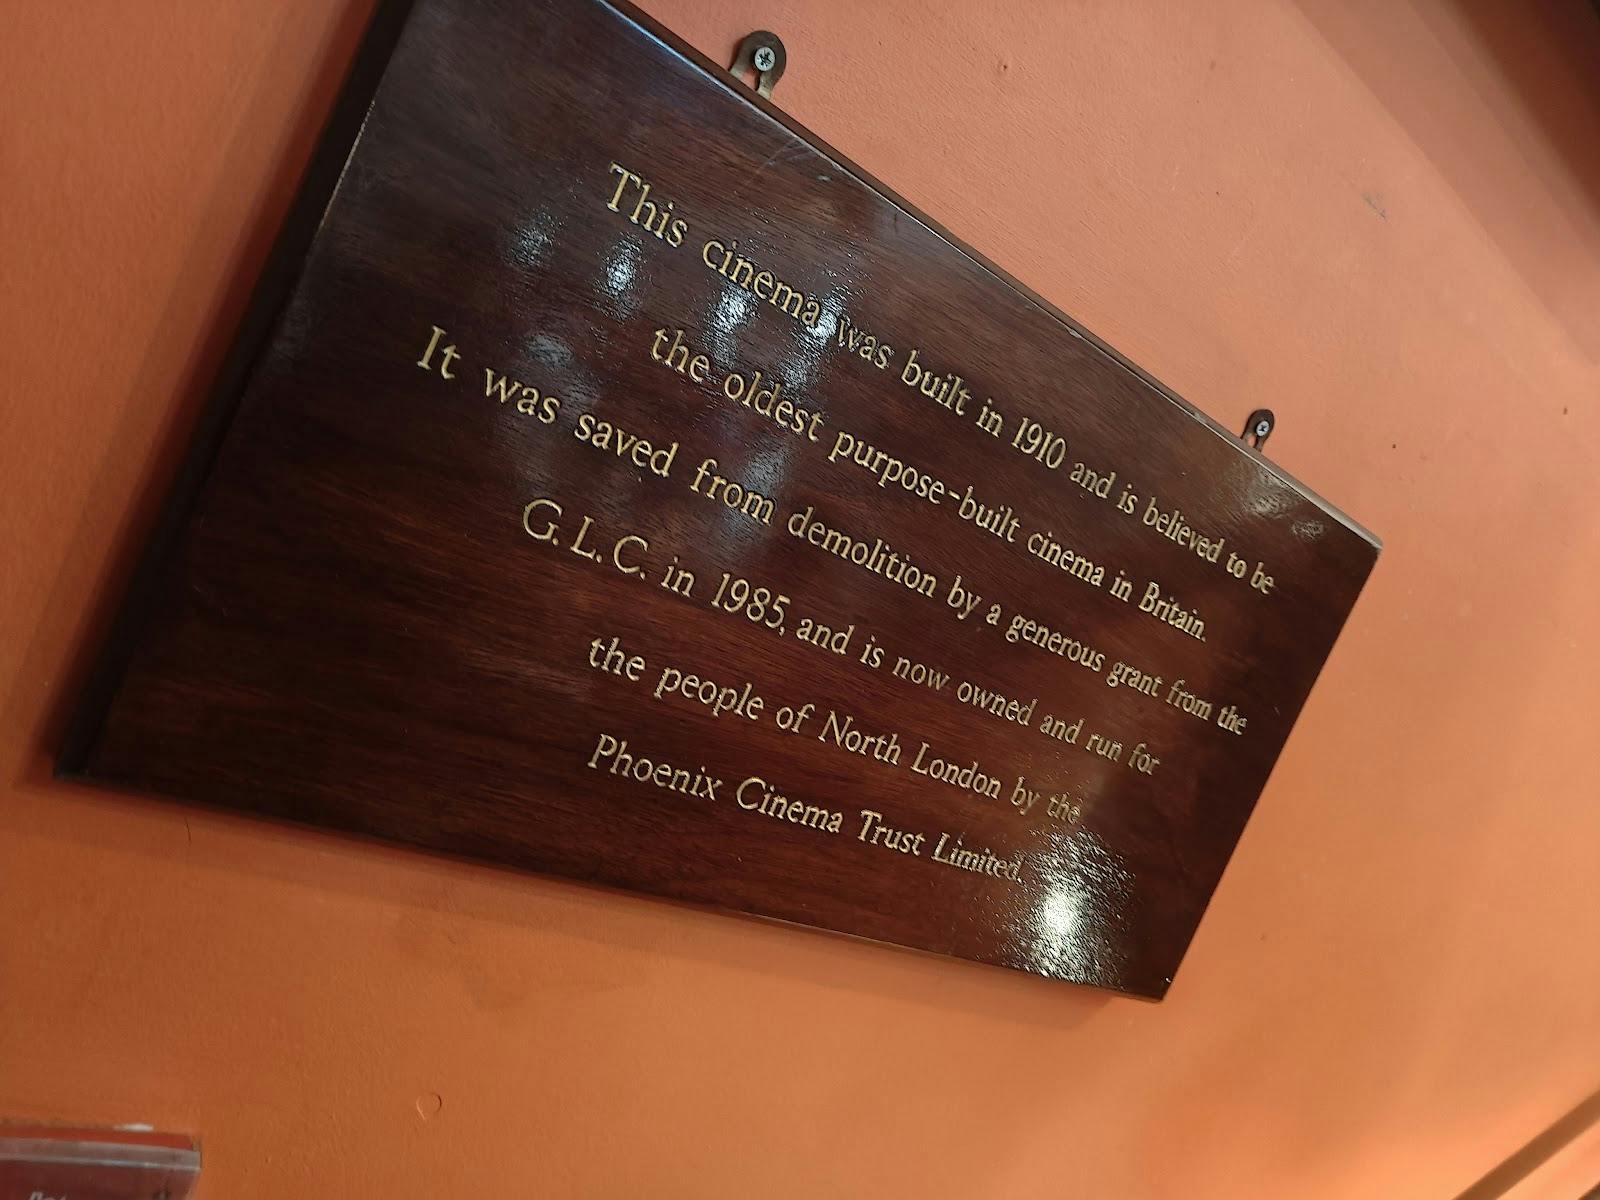 This cinema was built in 1910 and is believed to be
the oldest purpose-built cinema in Britain.
It was saved from demolition by a generous grant from the
G.L.C. in 1985, and is now owned and run for
the people of North London by the
Phoenix Cinema Trust Limited.